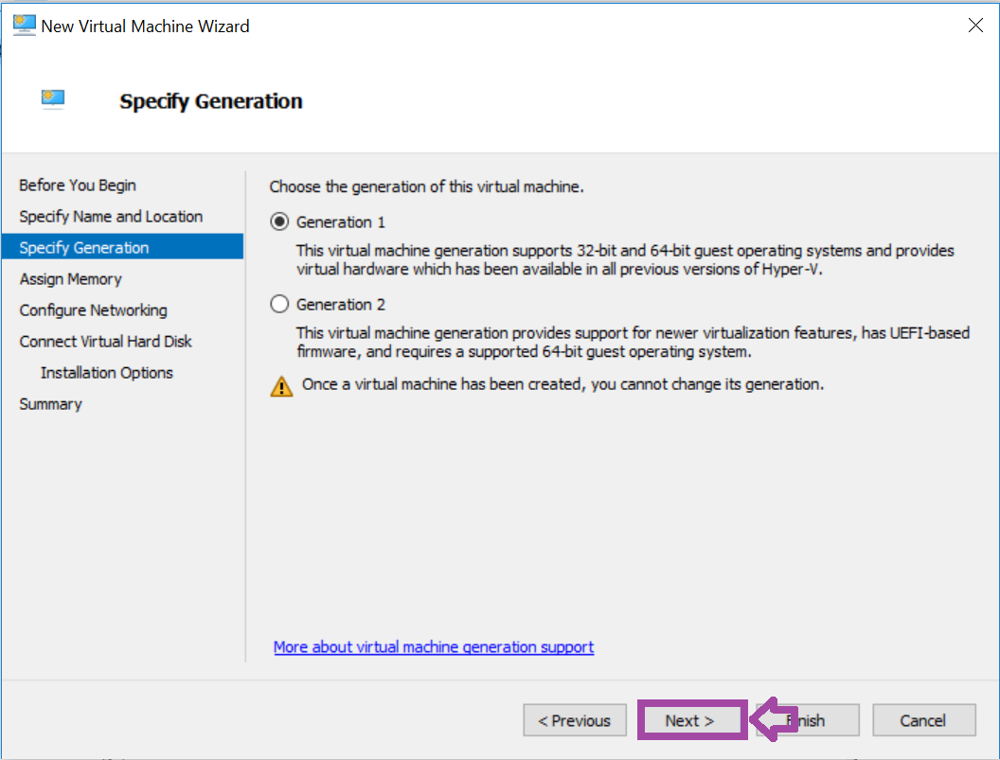 New Virtual Machine Wizard
Specify Generation
Before You Begin
Specify Name and Location
Specify Generation
Assign Memory
Configure Networking
Connect Virtual Hard Disk
Installation Options
Summary
Choose the generation of this virtual machine.
Generation 1
This virtual machine generation supports 32-bit and 64-bit guest operating systems and provides
virtual hardware which has been available in all previous versions of Hyper-V.
Generation 2
This virtual machine generation provides support for newer virtualization features, has UEFI-based
firmware, and requires a supported 64-bit guest operating system.
Once a virtual machine has been created, you cannot change its generation.
More about virtual machine generation support
< Previous
Next >
Finish
Cancel